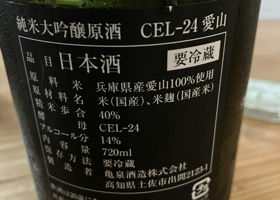 純米大吟醸原酒 CEL-24 愛山
品目 日本酒 要冷蔵
原料米 兵庫県産愛山100%使用
原材料名 米(国産)、米麹(国産米)
精米歩合 40%
酵母 CEL-24
アルコール分 14%
内容量 720ml
保存方法 要冷蔵
製造者 亀泉酒造株式会社
高知県土佐市出間2123-1